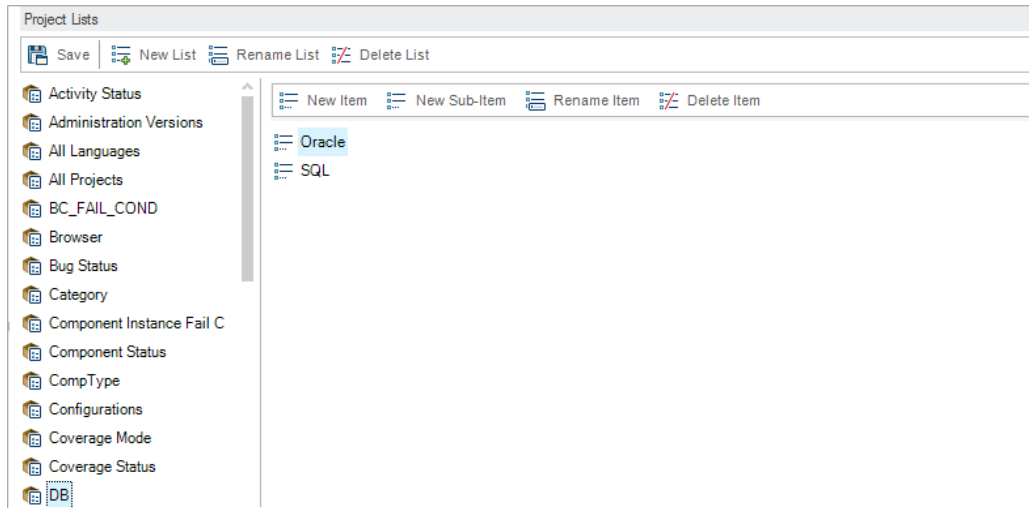 Project Lists
Save New List Rename List Delete List
Activity Status
Administration Versions
All Languages
All Projects
BC_FAIL_COND
Browser
Bug Status
Category
Component Instance Fail C
Component Status
CompType
Configurations
Coverage Mode
Coverage Status
DB
New Item New Sub-Item Rename Item Delete Item
Oracle
SQL